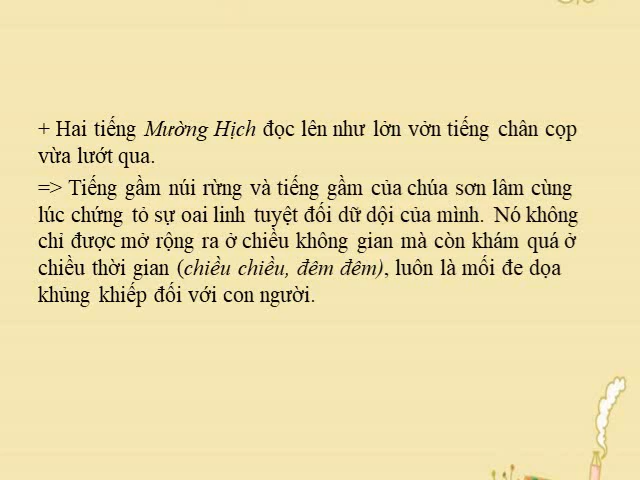 + Hai tiếng Mường Hịch đọc lên như lởn vởn tiếng chân cọp
vừa lướt qua.
=> Tiếng gầm núi rừng và tiếng gầm của chúa sơn lâm cùng
lúc chứng tỏ sự oai linh tuyệt đối dữ dội của mình. Nó không
chỉ được mở rộng ra ở chiều không gian mà còn khám quá ở
chiều thời gian (chiều chiều, đêm đêm), luôn là mối đe dọa
khủng khiếp đối với con người.